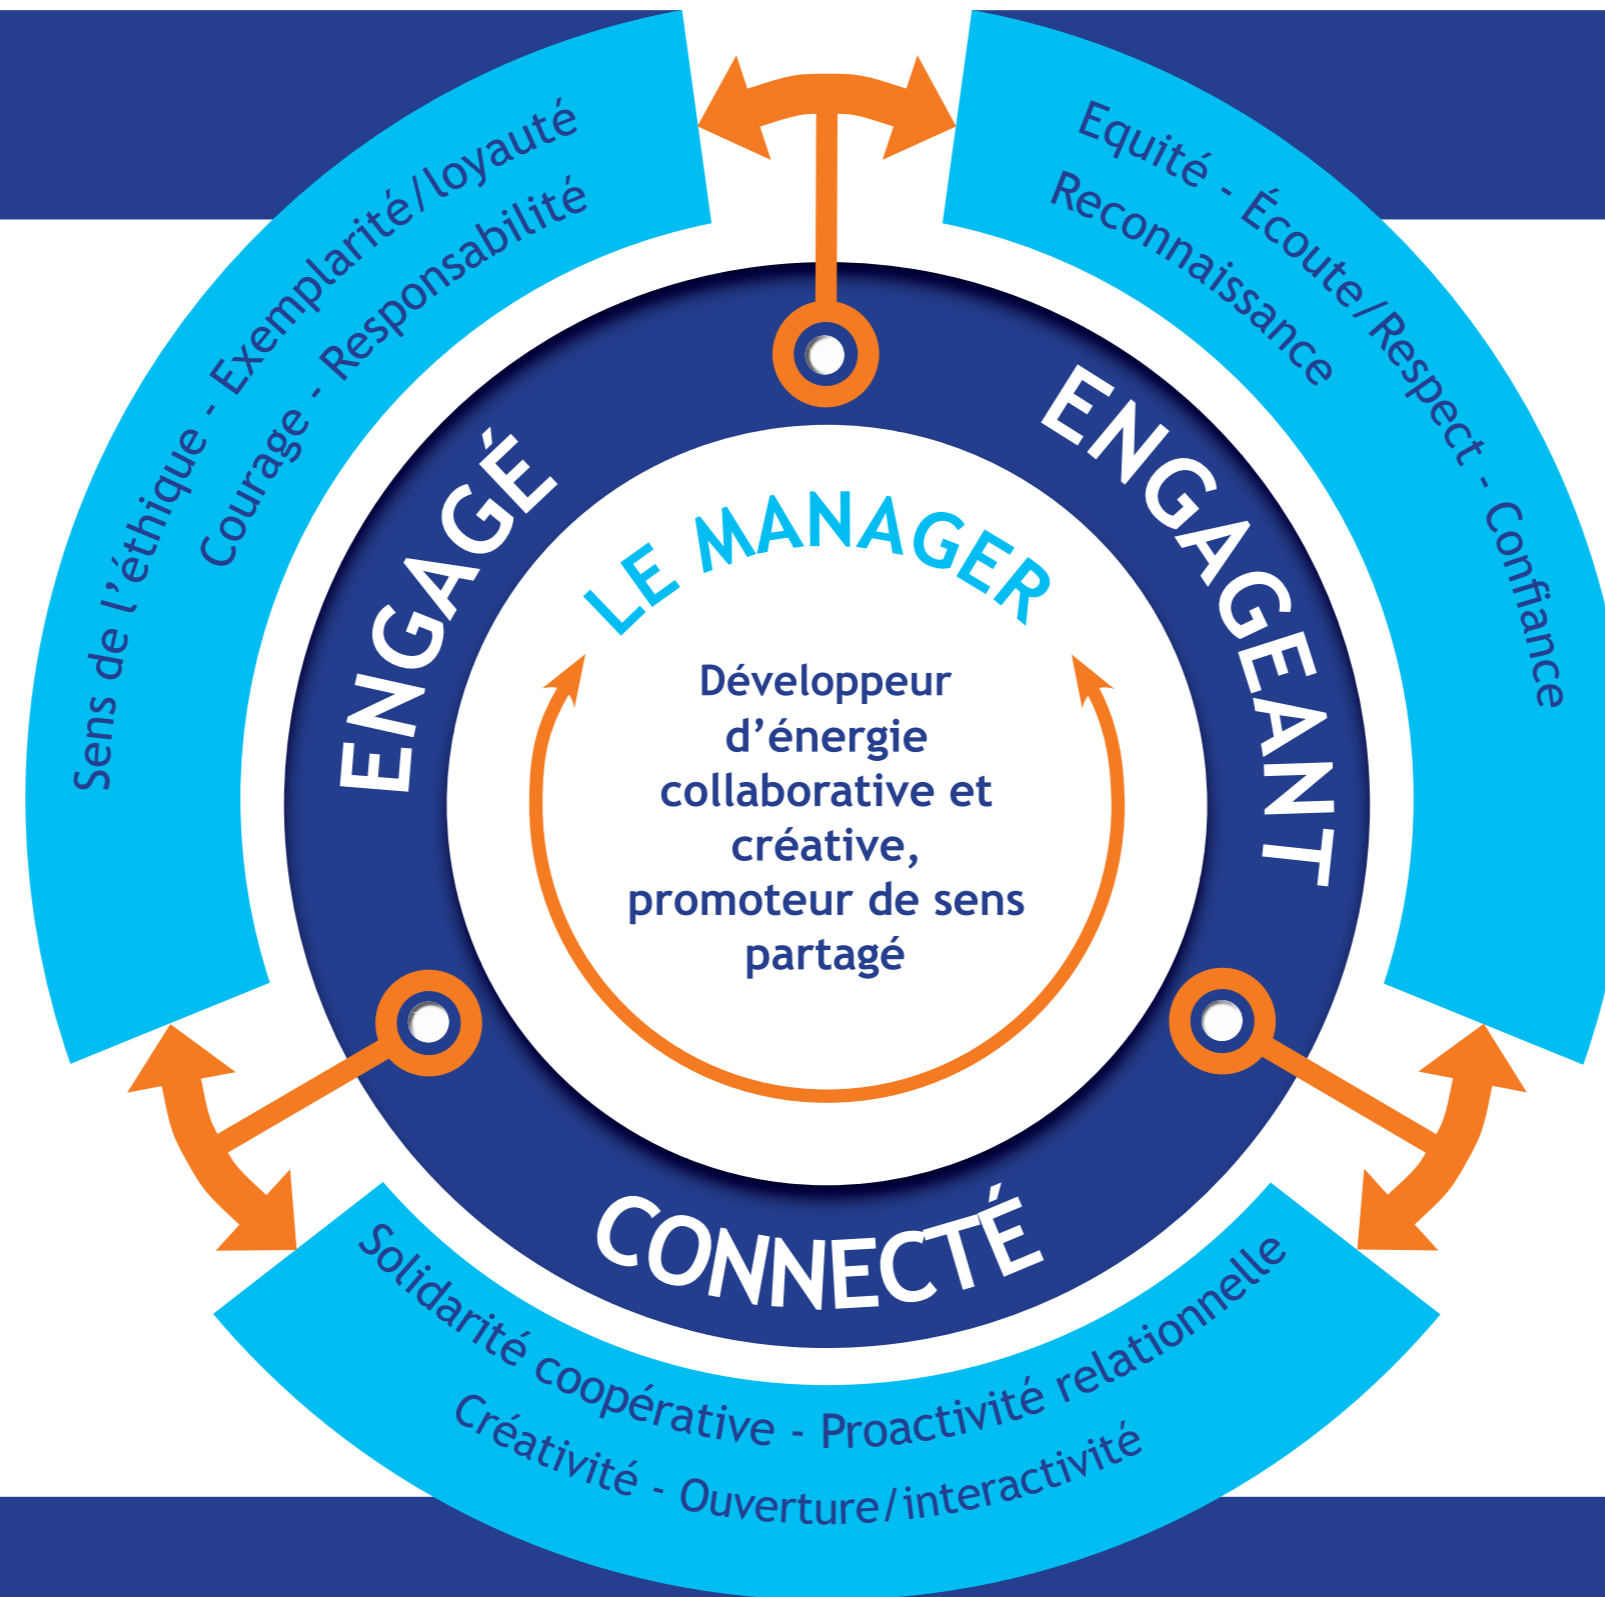 Sens de l'éthique - Exemplarité/loyauté
Courage - Responsabilité
Equité - Écoute/Respect - Confiance
Reconnaissance
ENGAGÉ
ENGAGEANT
LE MANAGER
Développeur
d'énergie
collaborative et
créative,
promoteur de sens
partagé
CONNECTÉ
Solidarité coopérative - Proactivité relationnelle
Créativité - Ouverture/interactivité